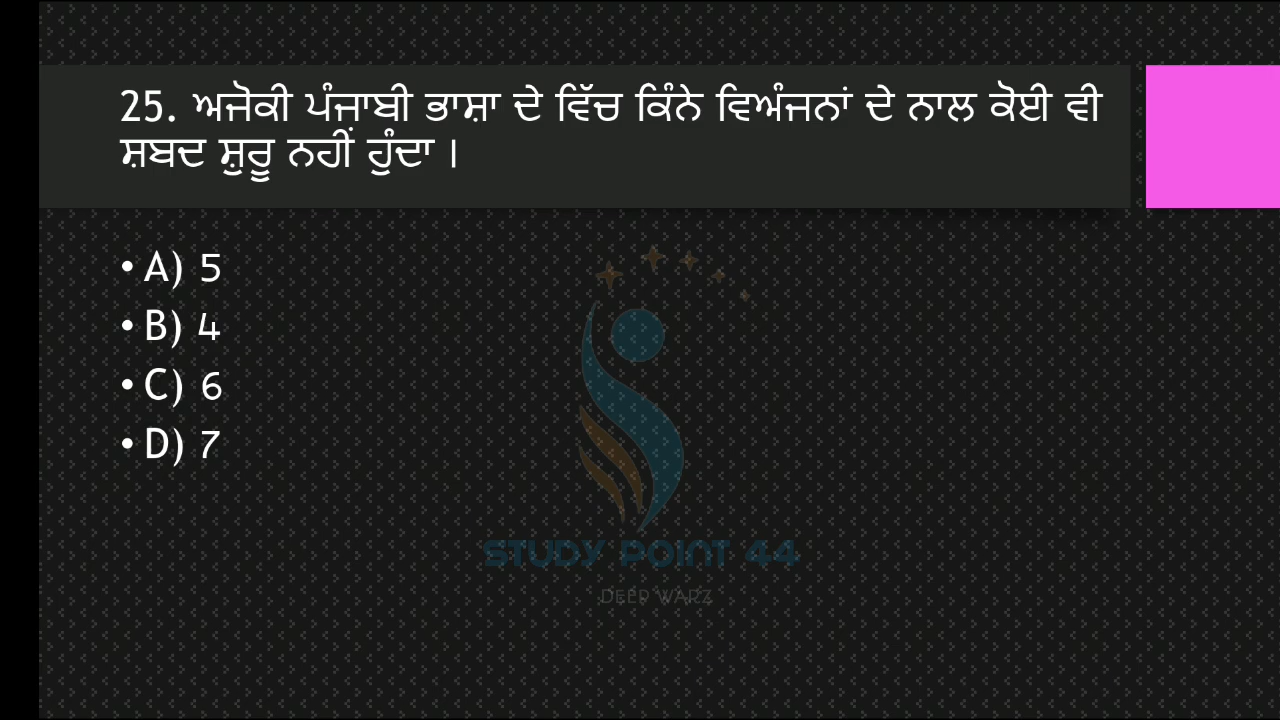 25. ਅਜੋਕੀ ਪੰਜਾਬੀ ਭਾਸ਼ਾ ਦੇ ਵਿੱਚ ਕਿੰਨੇ ਵਿਅੰਜਨਾਂ ਦੇ ਨਾਲ ਕੋਈ ਵੀ
ਸ਼ਬਦ ਸ਼ੁਰੂ ਨਹੀਂ ਹੁੰਦਾ ।
• A) 5
• B) 4
• C) 6
• D) 7
STUDY POINT 44
DEEP WARZ